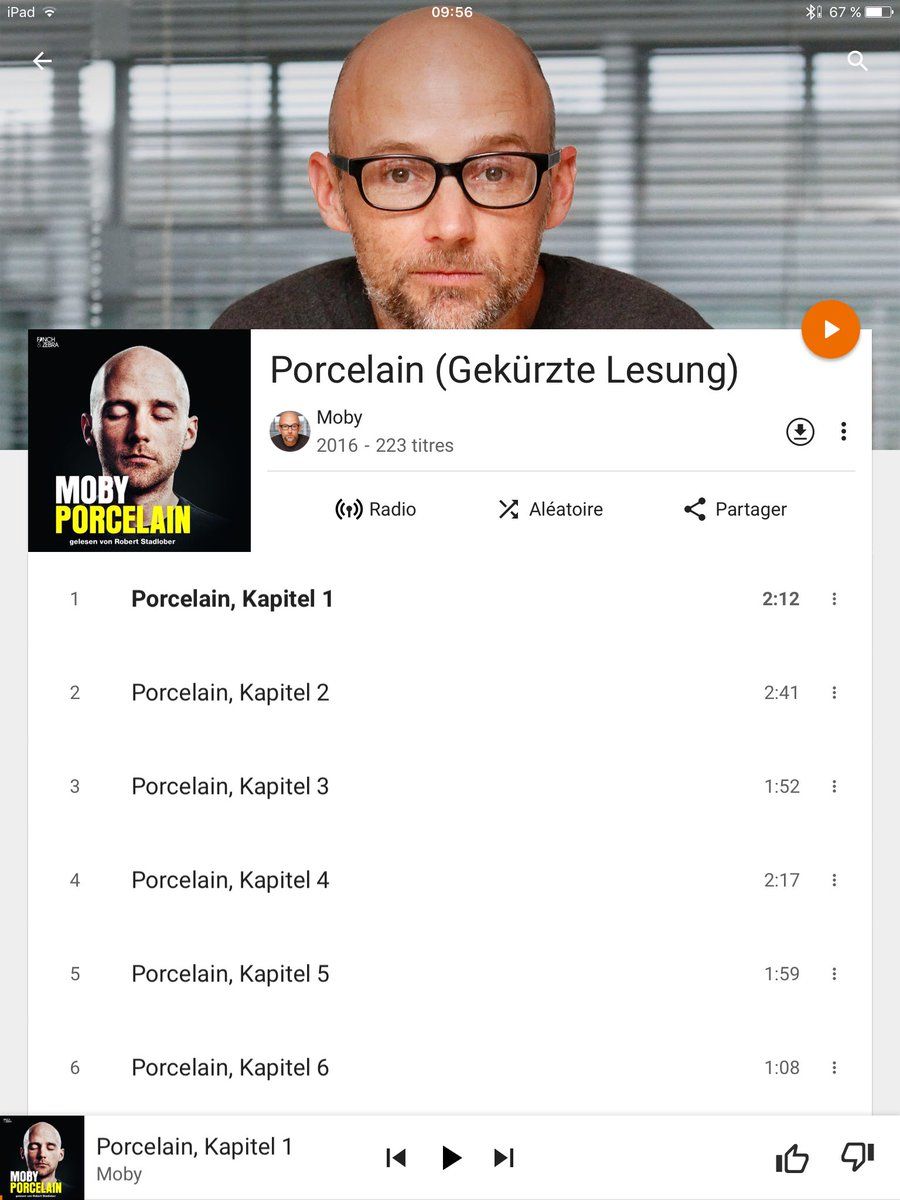 iPad
09:56
67 %
FINCH
& ZEBRA
MOBY
PORCELAIN
gelesen von Robert Stadlober
Porcelain (Gekürzte Lesung)
Moby
2016 - 223 titres
Radio
Aléatoire
Partager
1 Porcelain, Kapitel 1 2:12
2 Porcelain, Kapitel 2 2:41
3 Porcelain, Kapitel 3 1:52
4 Porcelain, Kapitel 4 2:17
5 Porcelain, Kapitel 5 1:59
6 Porcelain, Kapitel 6 1:08
MOBY
PORCELAIN
gelesen von Robert Stadlober
Porcelain, Kapitel 1
Moby